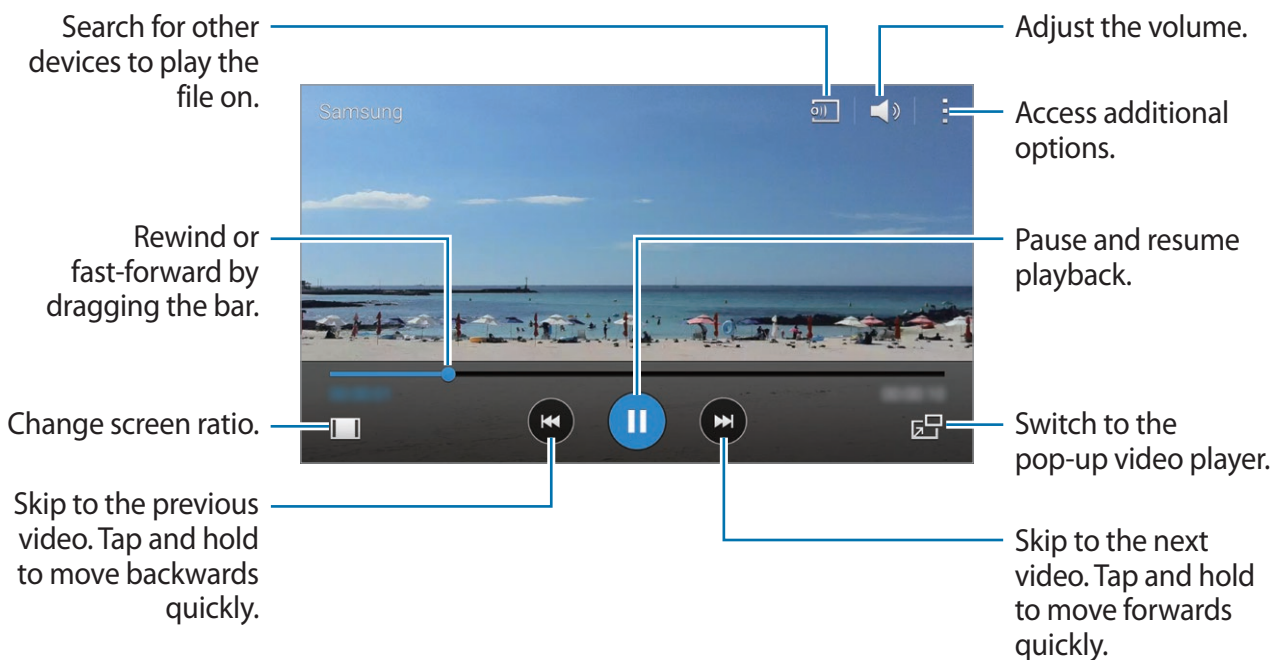 Search for other
devices to play the
file on.
Adjust the volume.
Samsung
Access additional
options.
Rewind or
fast-forward by
dragging the bar.
Pause and resume
playback.
Change screen ratio.
Switch to the
pop-up video player.
Skip to the previous
video. Tap and hold
to move backwards
quickly.
Skip to the next
video. Tap and hold
to move forwards
quickly.